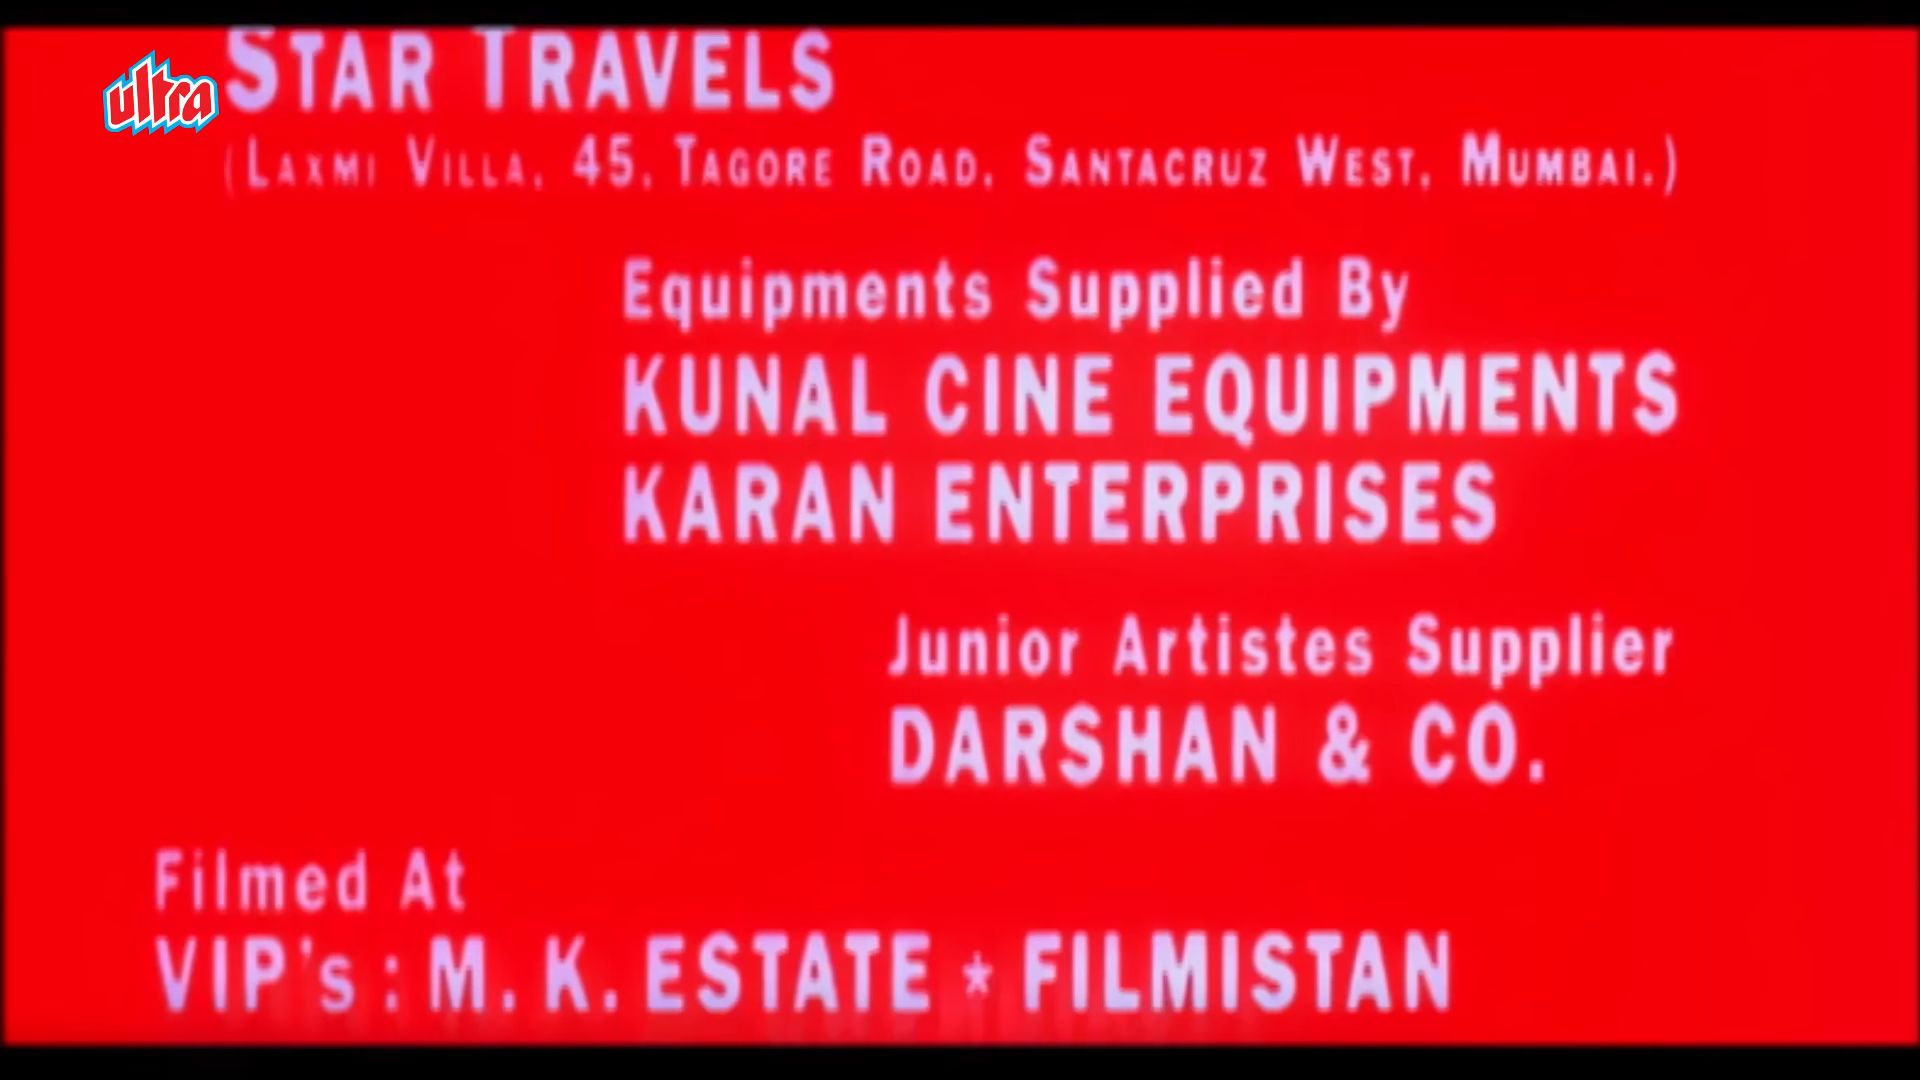 ultra
STAR TRAVELS
(LAXMI VILLA, 45, TAGORE ROAD, SANTACRUZ WEST, MUMBAI.)
Equipments Supplied By
KUNAL CINE EQUIPMENTS
KARAN ENTERPRISES
Junior Artistes Supplier
DARSHAN & CO.
Filmed At
VIP's : M. K. ESTATE * FILMISTAN